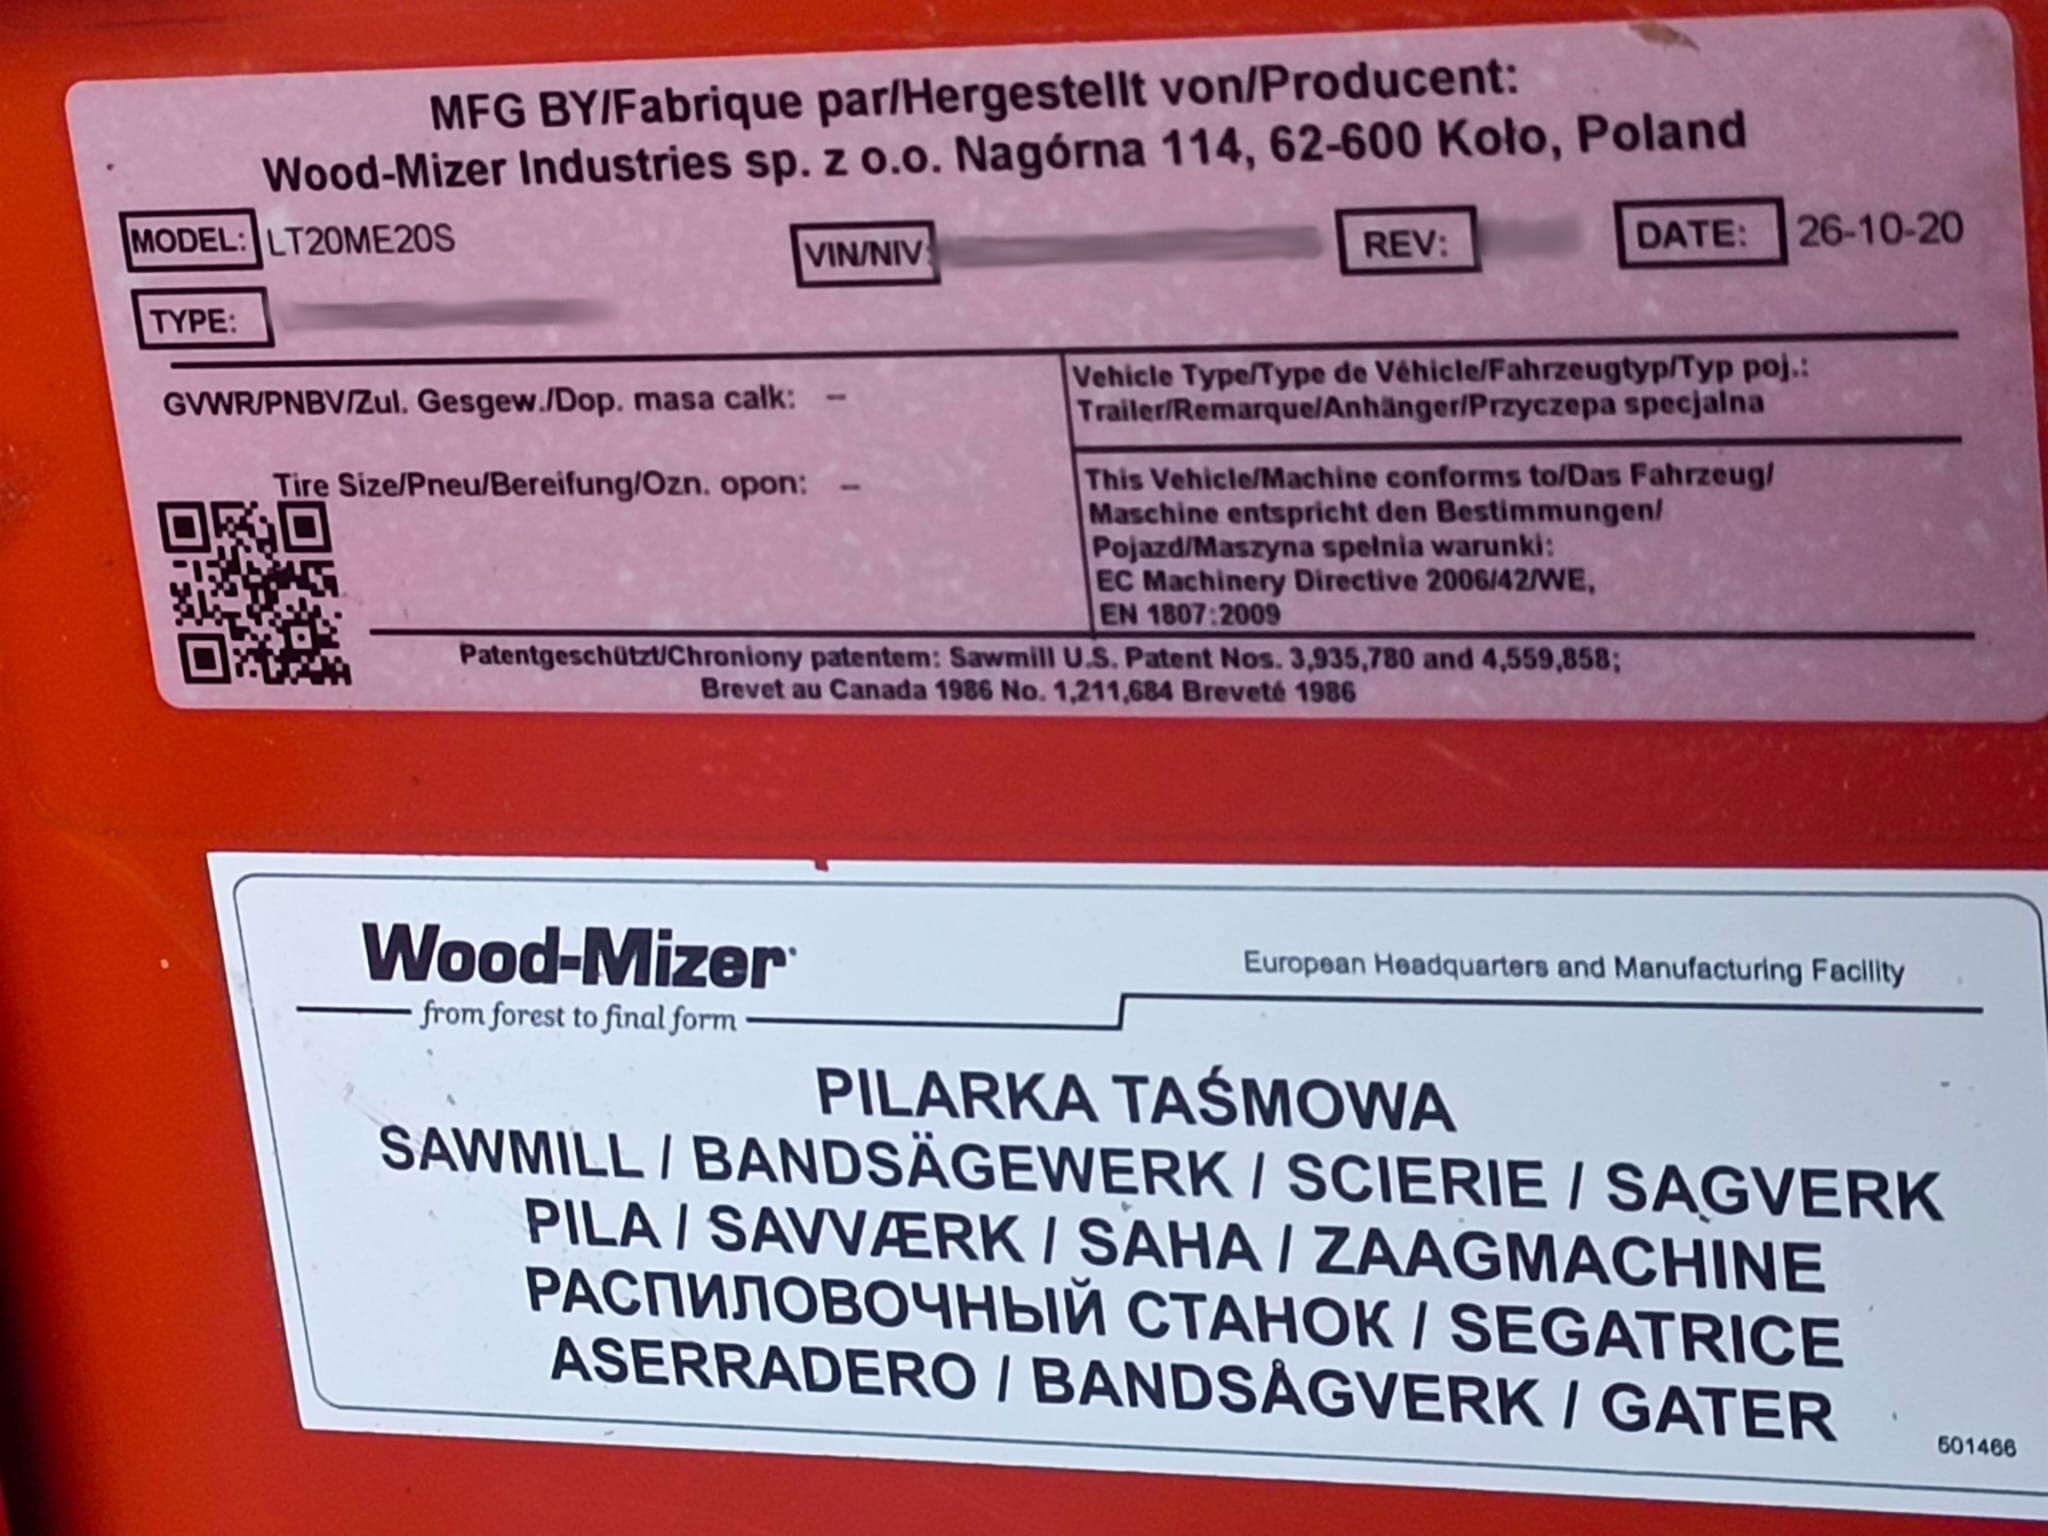 MFG BY/Fabrique par/Hergestellt von/Producent:
Wood-Mizer Industries sp. z o.o. Nagórna 114, 62-600 Koło, Poland
MODEL: LT20ME20S VIN/NIV: REV: DATE: 26-10-20
TYPE:
GVWR/PNBV/Zul. Gesgew./Dop. masa całk: –
Tire Size/Pneu/Bereifung/Ozn. opon: –
Vehicle Type/Type de Véhicle/Fahrzeugtyp/Typ poj.:
Trailer/Remarque/Anhänger/Przyczepa specjalna
This Vehicle/Machine conforms to/Das Fahrzeug/
Maschine entspricht den Bestimmungen/
Pojazd/Maszyna spełnia warunki:
EC Machinery Directive 2006/42/WE,
EN 1807:2009
Patentgeschützt/Chroniony patentem: Sawmill U.S. Patent Nos. 3,935,780 and 4,559,858;
Brevet au Canada 1986 No. 1,211,684 Breveté 1986
Wood-Mizer
from forest to final form
European Headquarters and Manufacturing Facility
PILARKA TAŚMOWA
SAWMILL / BANDSÄGEWERK / SCIERIE / SAGVERK
PILA / SAVVÆRK / SAHA / ZAAGMACHINE
РАСПИЛОВОЧНЫЙ СТАНОК / SEGATRICE
ASERRADERO / BANDSÅGVERK / GATER
501466